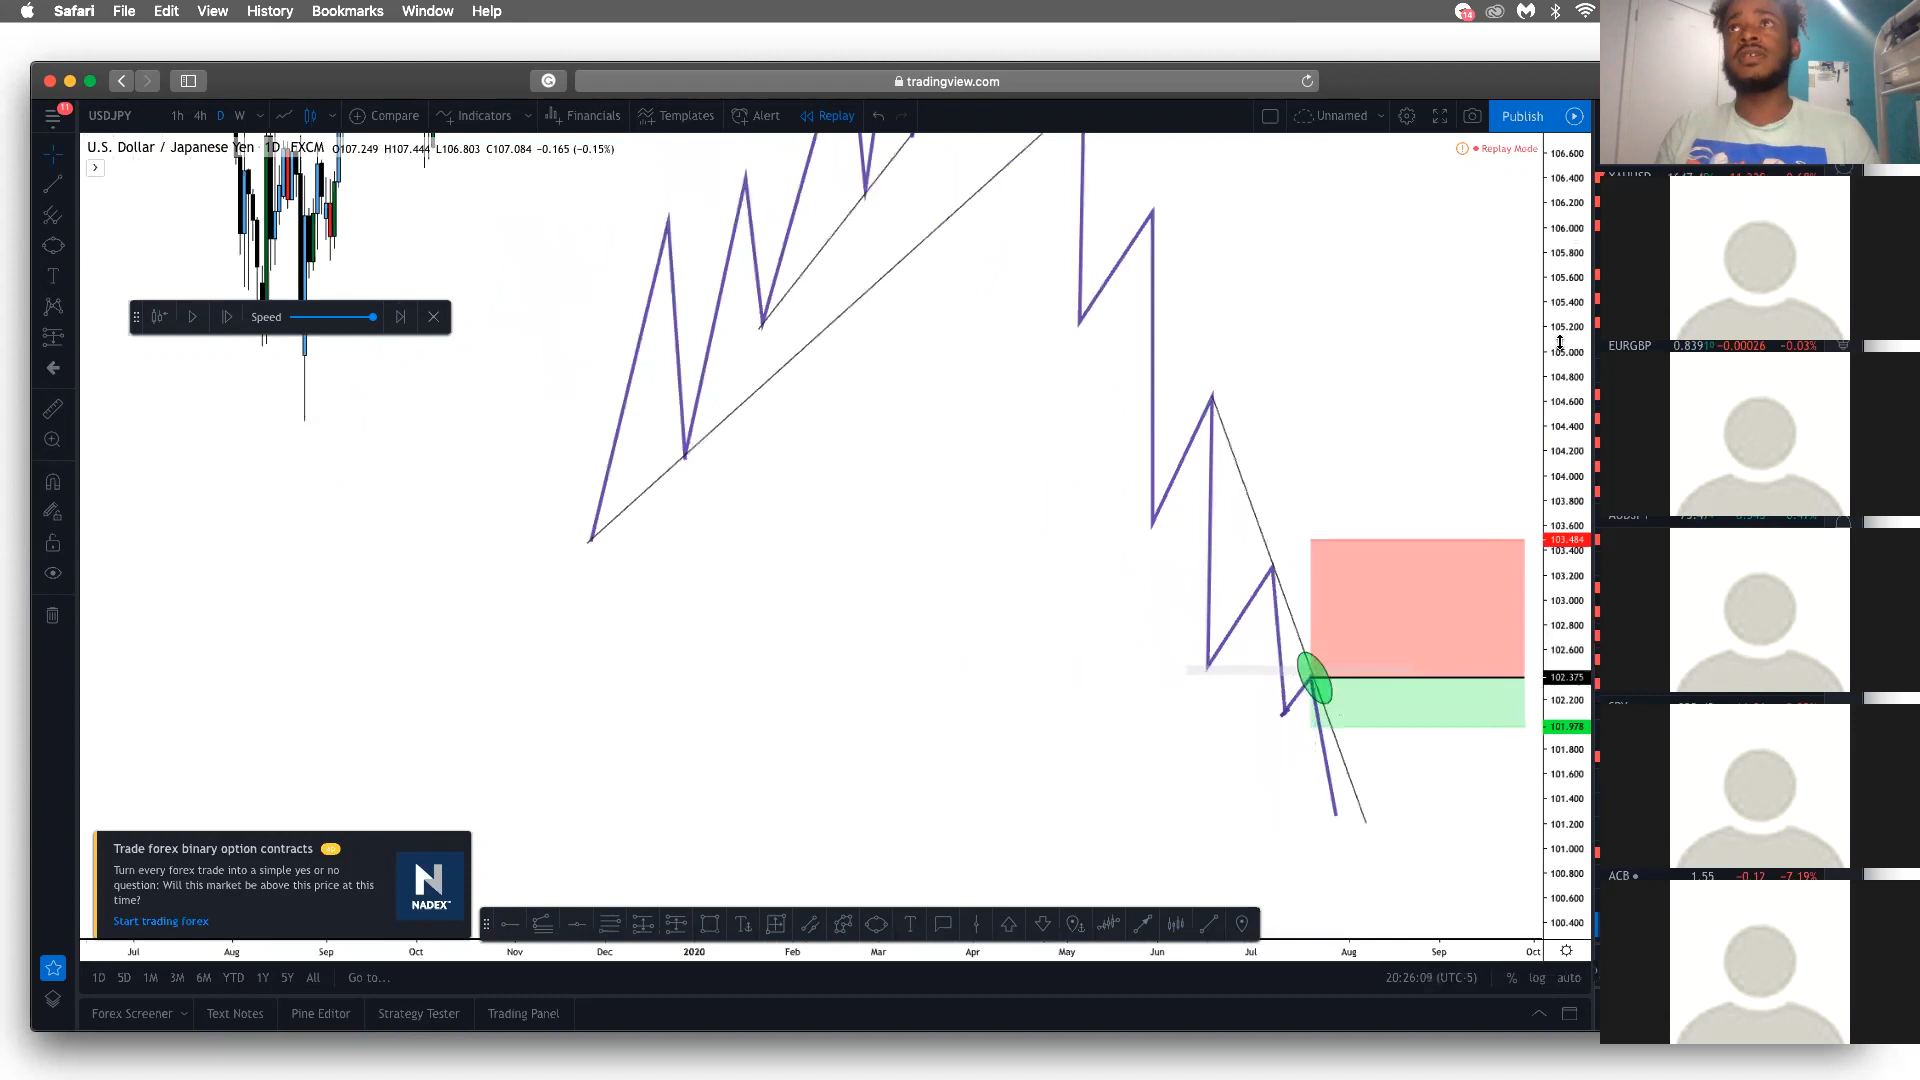 Safari File Edit View History Bookmarks Window Help
14
tradingview.com
11
USDJPY 1h 4h D W Compare Indicators Financials Templates Alert Replay Unnamed Publish
U.S. Dollar / Japanese Yen · 1D · FXCM O107.249 H107.444 L106.803 C107.084 −0.165 (−0.15%)
Replay Mode
Speed
106.600
106.400
106.200
106.000
105.800
105.600
105.400
105.200
105.000
104.800
104.600
104.400
104.200
104.000
103.800
103.600
103.484
103.400
103.200
103.000
102.800
102.600
102.375
102.200
101.978
101.800
101.600
101.400
101.200
101.000
100.800
100.600
100.400
EURGBP 0.839 −0.00026 −0.03%
ACB 1.55 −0.12 −7.19%
Trade forex binary option contracts
Turn every forex trade into a simple yes or no
question: Will this market be above this price at this
time?
Start trading forex
N
NADEX
Jul Aug Sep Oct Nov Dec 2020 Feb Mar Apr May Jun Jul Aug Sep Oct
1D 5D 1M 3M 6M YTD 1Y 5Y All Go to... 20:26:09 (UTC-5) % log auto
Forex Screener Text Notes Pine Editor Strategy Tester Trading Panel